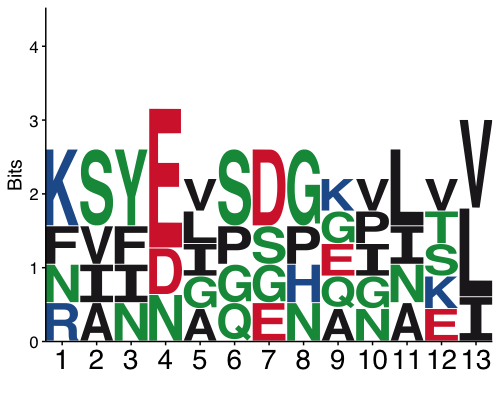 4
3
2
1
0
Bits
K S Y E V S D G K V L V V
F V F D L P S P G P I T L
N I I N I G G H E I N S I
R A N G Q E N Q G A K
A A N E
1 2 3 4 5 6 7 8 9 10 11 12 13